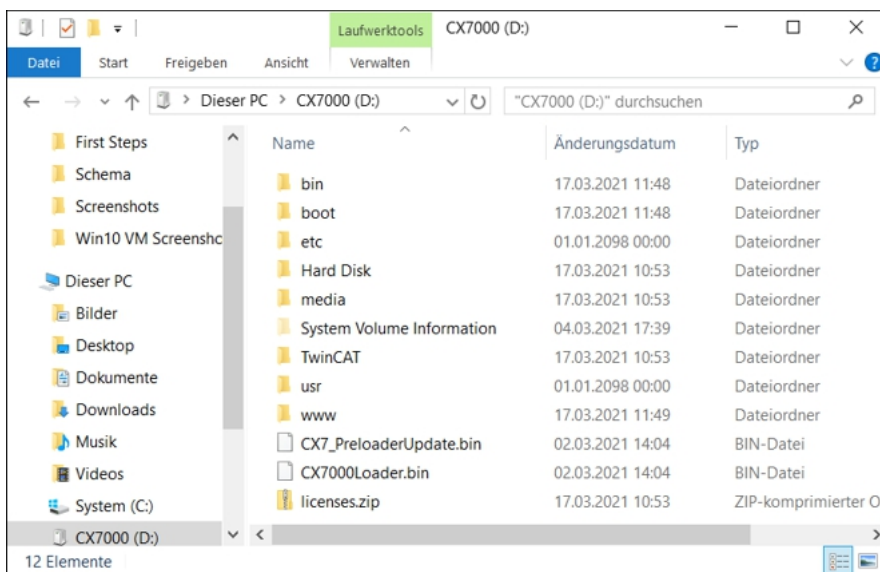 Laufwerktools CX7000 (D:)
Datei Start Freigeben Ansicht Verwalten
Dieser PC > CX7000 (D:) "CX7000 (D:)" durchsuchen
First Steps
Schema
Screenshots
Win10 VM Screenshc
Dieser PC
Bilder
Desktop
Dokumente
Downloads
Musik
Videos
System (C:)
CX7000 (D:)
Name Änderungsdatum Typ
bin 17.03.2021 11:48 Dateiordner
boot 17.03.2021 11:48 Dateiordner
etc 01.01.2098 00:00 Dateiordner
Hard Disk 17.03.2021 10:53 Dateiordner
media 17.03.2021 10:53 Dateiordner
System Volume Information 04.03.2021 17:39 Dateiordner
TwinCAT 17.03.2021 10:53 Dateiordner
usr 01.01.2098 00:00 Dateiordner
www 17.03.2021 11:49 Dateiordner
CX7_PreloaderUpdate.bin 02.03.2021 14:04 BIN-Datei
CX7000Loader.bin 02.03.2021 14:04 BIN-Datei
licenses.zip 17.03.2021 10:53 ZIP-komprimierter O
12 Elemente